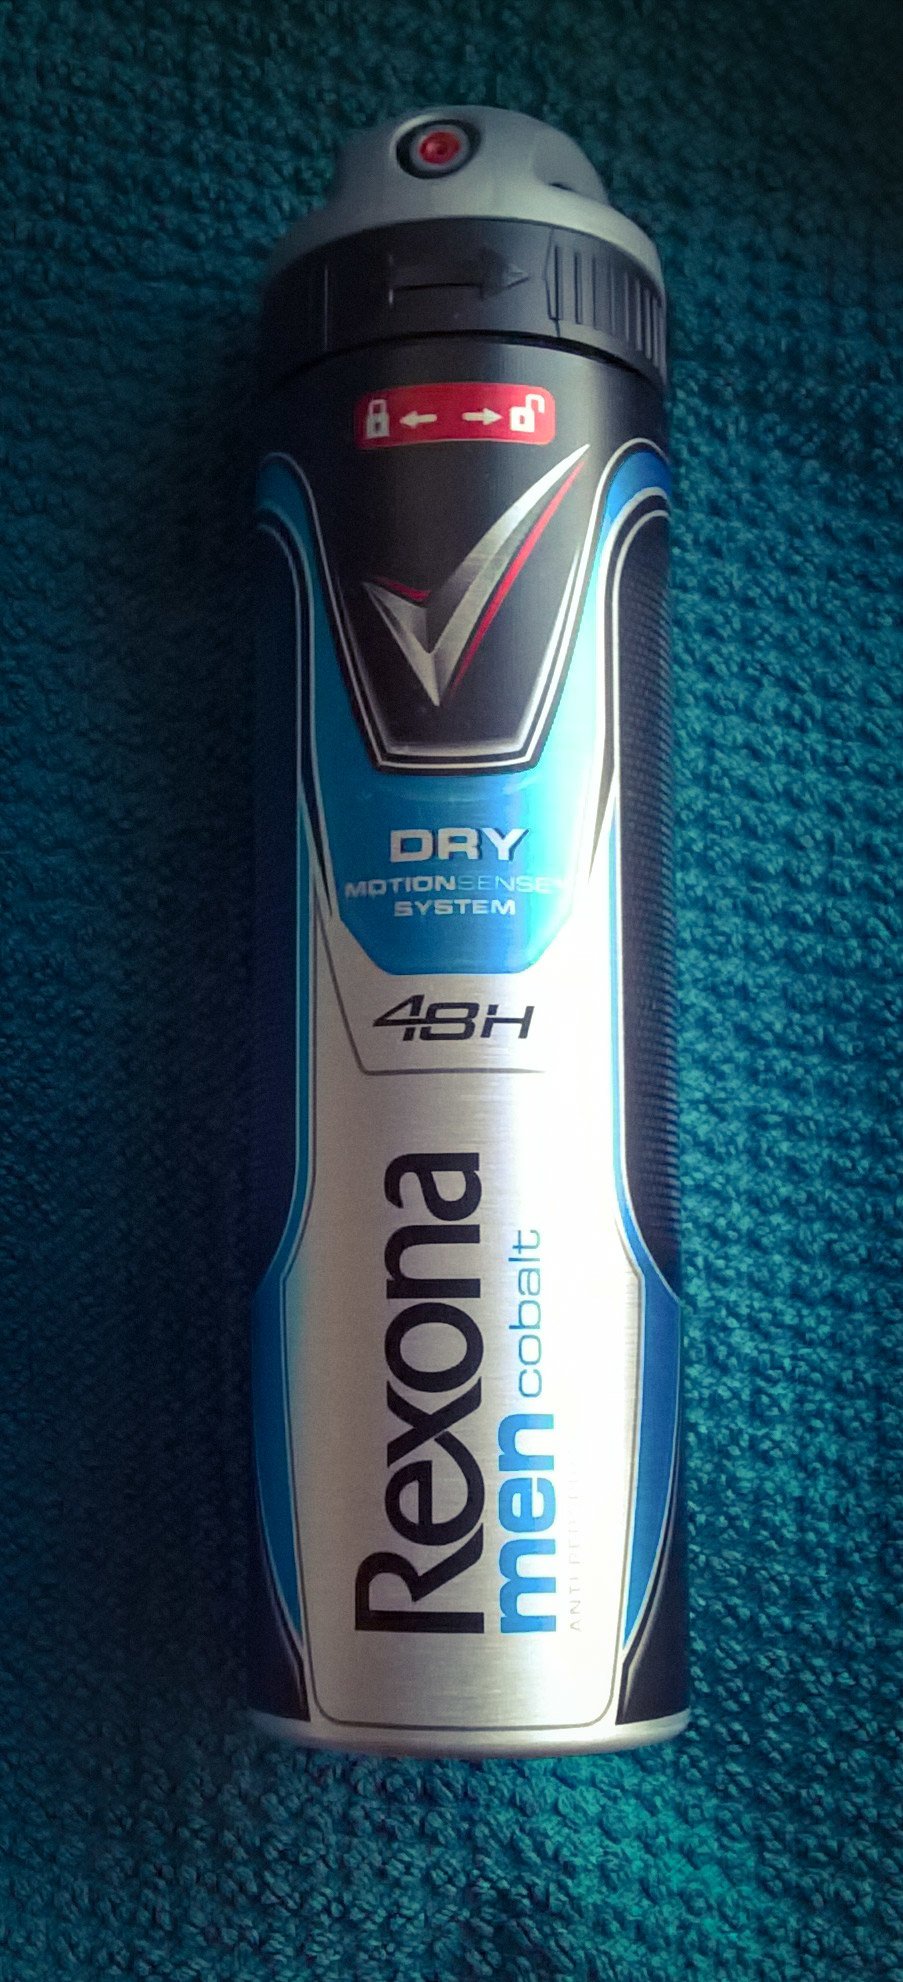 DRY
MOTIONSENSE
SYSTEM
48H
Rexona
men cobalt